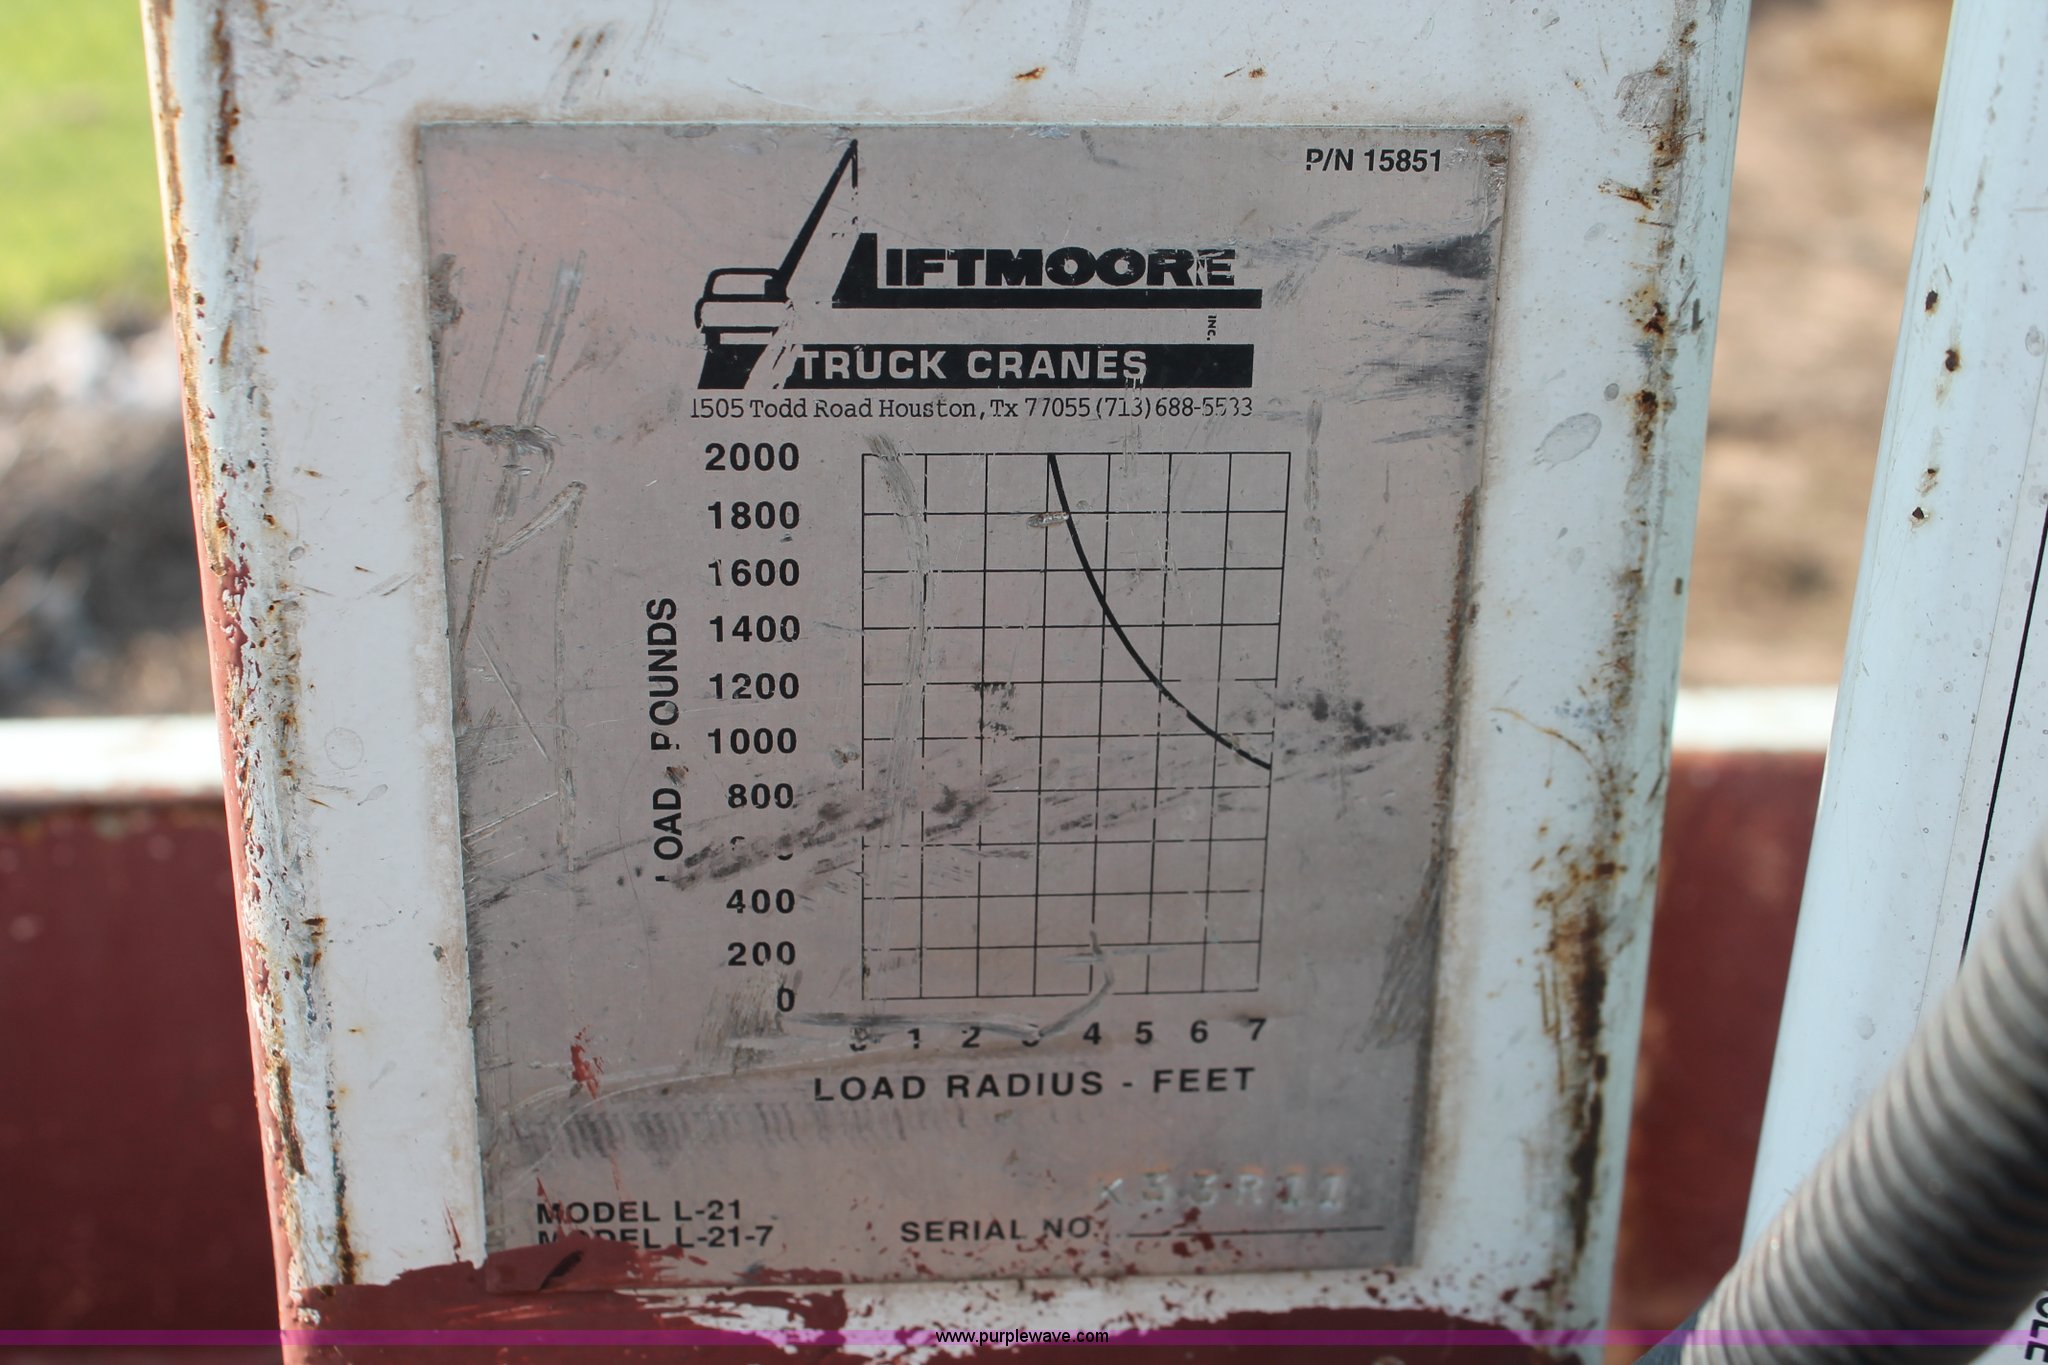 P/N 15851
LIFTMOORE
INC.
TRUCK CRANES
1505 Todd Road Houston, Tx 77055 (713) 688-5533
2000
1800
1600
1400
1200
1000
800
400
200
0
LOAD, POUNDS
0 1 2 3 4 5 6 7
LOAD RADIUS - FEET
MODEL L-21
MODEL L-21-7
SERIAL NO.
www.purplewave.com